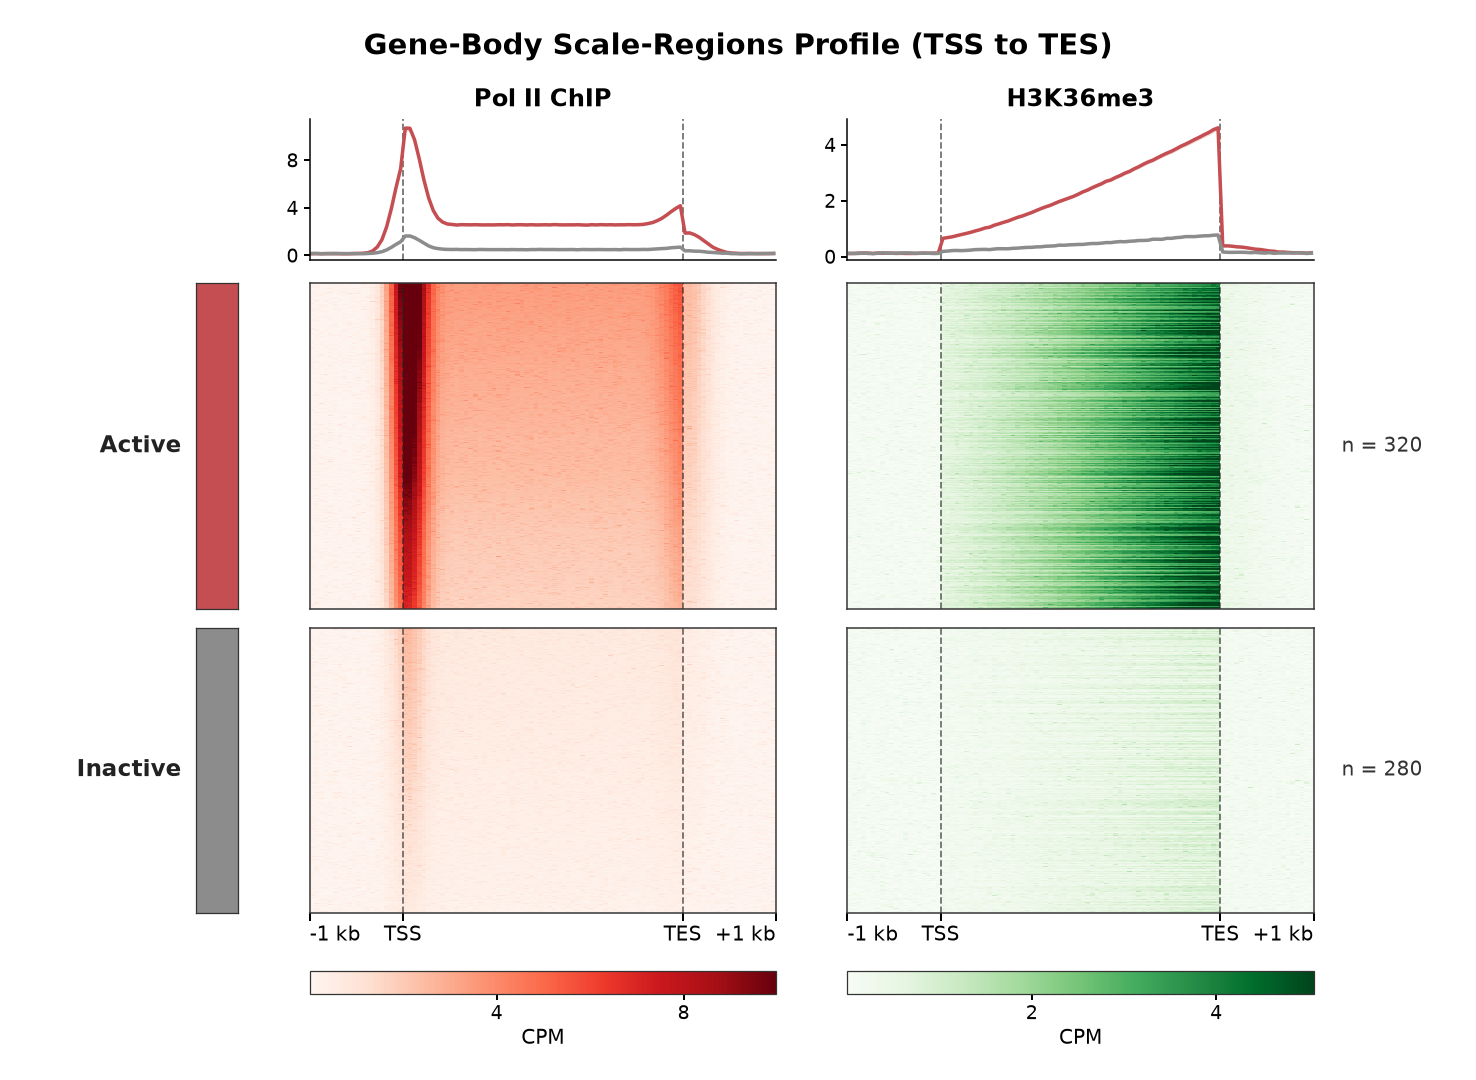 Gene-Body Scale-Regions Profile (TSS to TES)
Pol II ChIP
H3K36me3
8
4
0
4
2
0
Active
n = 320
Inactive
n = 280
-1 kb TSS TES +1 kb
-1 kb TSS TES +1 kb
4 8
CPM
2 4
CPM